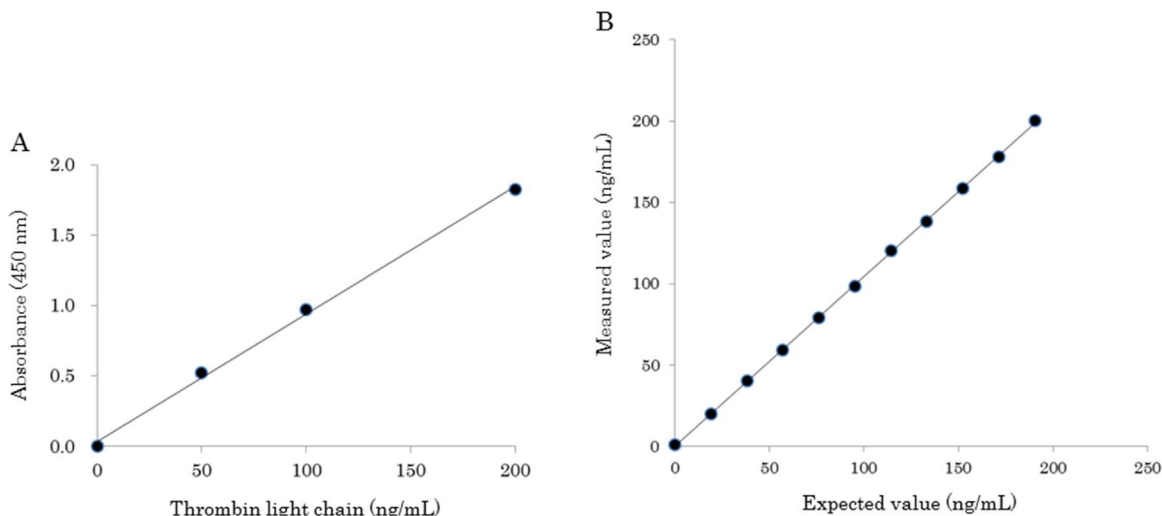 A
Absorbance (450 nm)
2.0
1.5
1.0
0.5
0.0
0 50 100 150 200
Thrombin light chain (ng/mL)
B
Measured value (ng/mL)
250
200
150
100
50
0
0 50 100 150 200 250
Expected value (ng/mL)